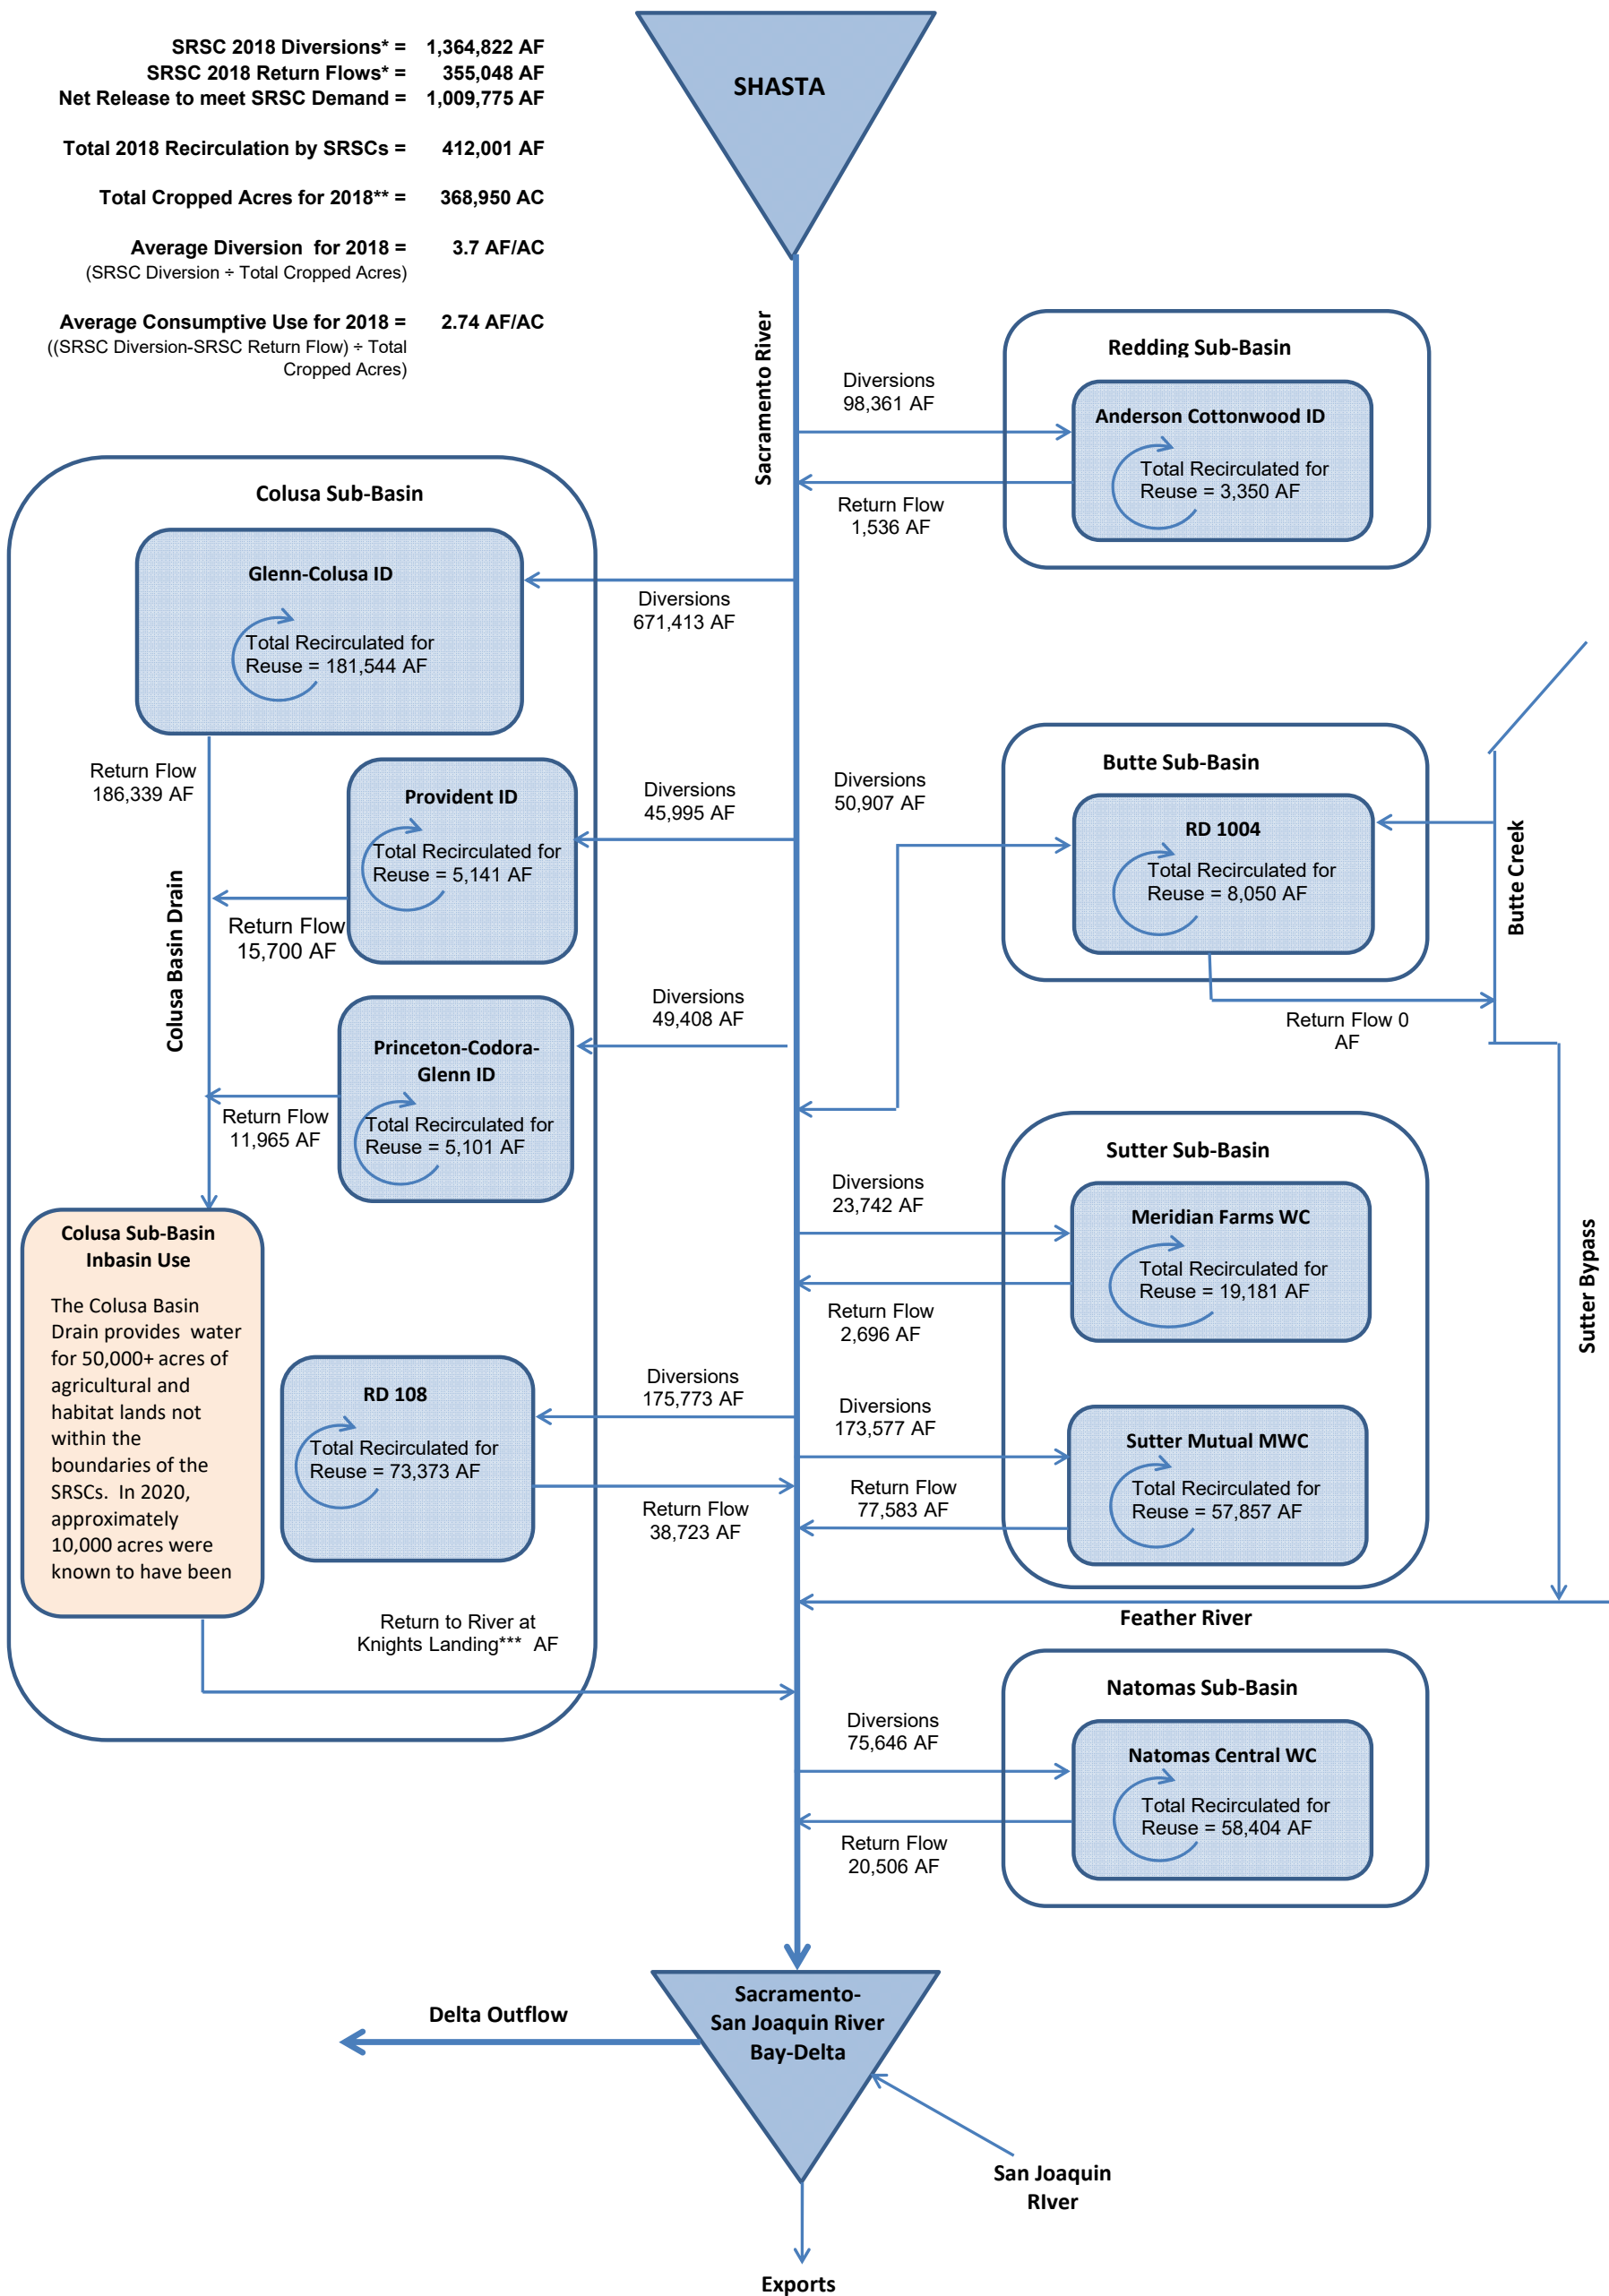 SRSC 2018 Diversions* = 1,364,822 AF
SRSC 2018 Return Flows* = 355,048 AF
Net Release to meet SRSC Demand = 1,009,775 AF
Total 2018 Recirculation by SRSCs = 412,001 AF
Total Cropped Acres for 2018** = 368,950 AC
Average Diversion for 2018 = 3.7 AF/AC
(SRSC Diversion ÷ Total Cropped Acres)
Average Consumptive Use for 2018 = 2.74 AF/AC
((SRSC Diversion-SRSC Return Flow) ÷ Total
Cropped Acres)
SHASTA
Sacramento River
Redding Sub-Basin
Diversions
98,361 AF
Anderson Cottonwood ID
Total Recirculated for
Reuse = 3,350 AF
Return Flow
1,536 AF
Colusa Sub-Basin
Glenn-Colusa ID
Total Recirculated for
Reuse = 181,544 AF
Diversions
671,413 AF
Return Flow
186,339 AF
Colusa Basin Drain
Provident ID
Total Recirculated for
Reuse = 5,141 AF
Diversions
45,995 AF
Return Flow
15,700 AF
Diversions
50,907 AF
Butte Sub-Basin
RD 1004
Total Recirculated for
Reuse = 8,050 AF
Butte Creek
Return Flow 0
AF
Diversions
49,408 AF
Princeton-Codora-
Glenn ID
Total Recirculated for
Reuse = 5,101 AF
Return Flow
11,965 AF
Sutter Sub-Basin
Diversions
23,742 AF
Meridian Farms WC
Total Recirculated for
Reuse = 19,181 AF
Return Flow
2,696 AF
Sutter Bypass
Colusa Sub-Basin
Inbasin Use
The Colusa Basin
Drain provides water
for 50,000+ acres of
agricultural and
habitat lands not
within the
boundaries of the
SRSCs. In 2020,
approximately
10,000 acres were
known to have been
RD 108
Total Recirculated for
Reuse = 73,373 AF
Diversions
175,773 AF
Return Flow
38,723 AF
Diversions
173,577 AF
Sutter Mutual MWC
Total Recirculated for
Reuse = 57,857 AF
Return Flow
77,583 AF
Feather River
Return to River at
Knights Landing*** AF
Natomas Sub-Basin
Diversions
75,646 AF
Natomas Central WC
Total Recirculated for
Reuse = 58,404 AF
Return Flow
20,506 AF
Sacramento-
San Joaquin River
Bay-Delta
Delta Outflow
San Joaquin
RIver
Exports